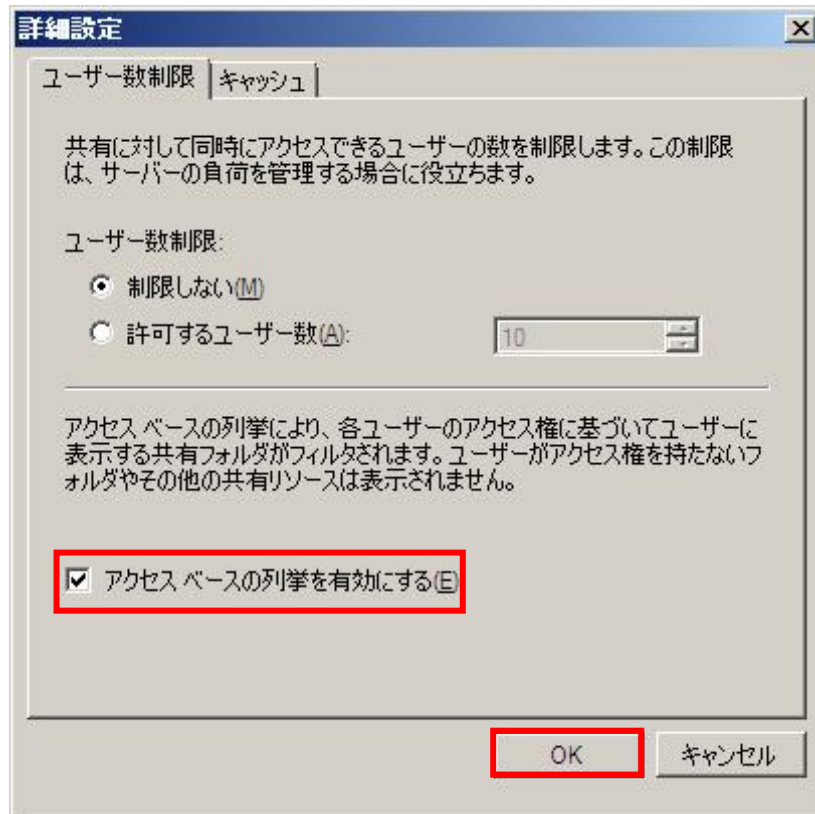 詳細設定
ユーザー数制限
キャッシュ
共有に対して同時にアクセスできるユーザーの数を制限します。この制限
は、サーバーの負荷を管理する場合に役立ちます。
ユーザー数制限:
制限しない(M)
許可するユーザー数(A):
10
アクセス ベースの列挙により、各ユーザーのアクセス権に基づいてユーザーに
表示する共有フォルダがフィルタされます。ユーザーがアクセス権を持たないフ
ォルダやその他の共有リソースは表示されません。
アクセス ベースの列挙を有効にする(E)
OK
キャンセル